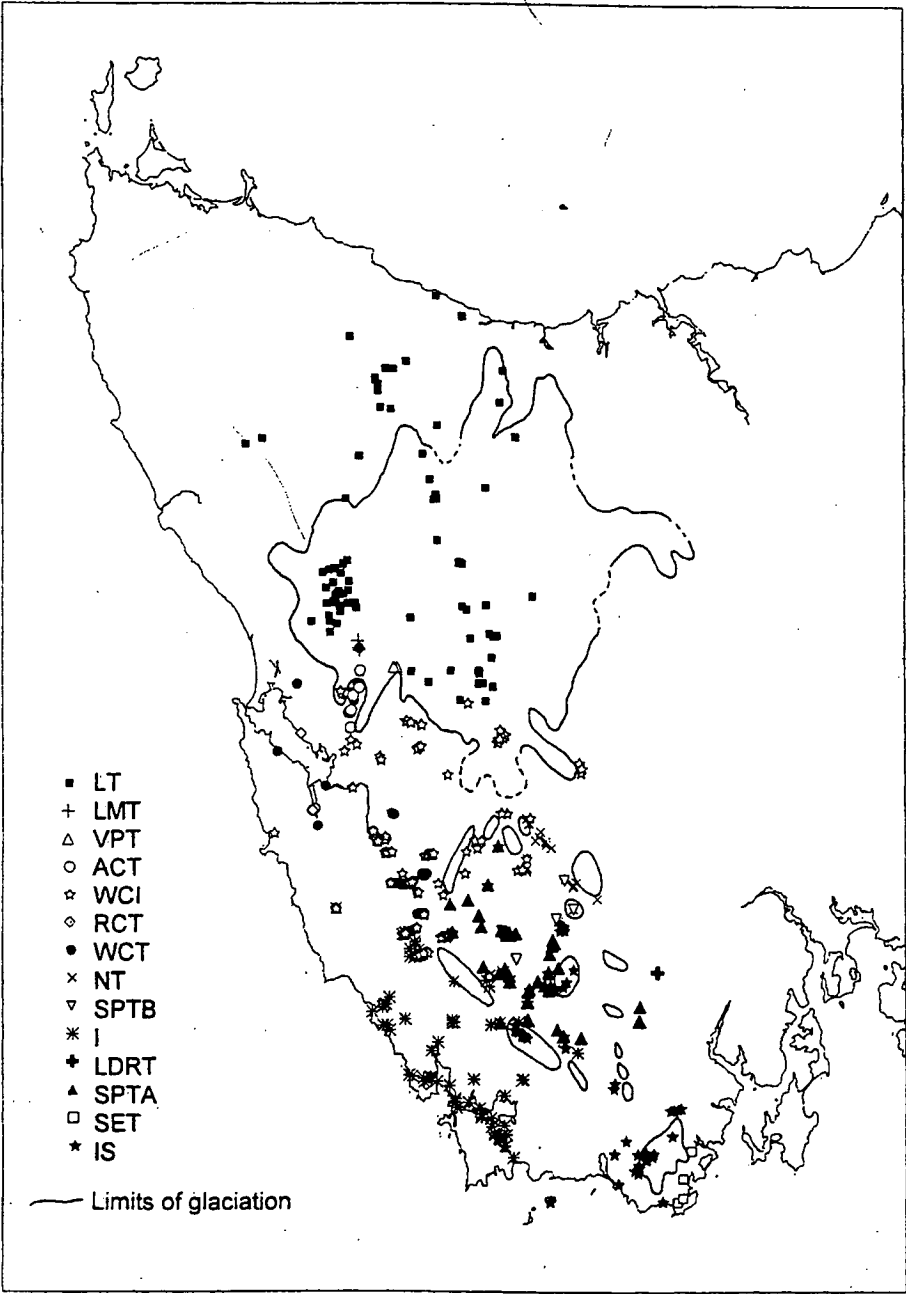 LT
LMT
VPT
ACT
WCI
RCT
WCT
NT
SPTB
I
LDRT
SPTA
SET
IS
Limits of glaciation